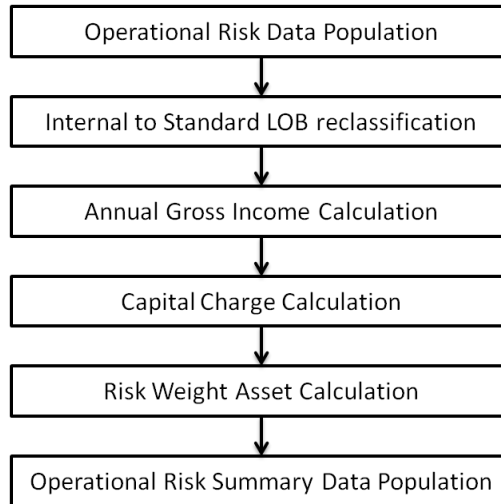 Operational Risk Data Population
Internal to Standard LOB reclassification
Annual Gross Income Calculation
Capital Charge Calculation
Risk Weight Asset Calculation
Operational Risk Summary Data Population